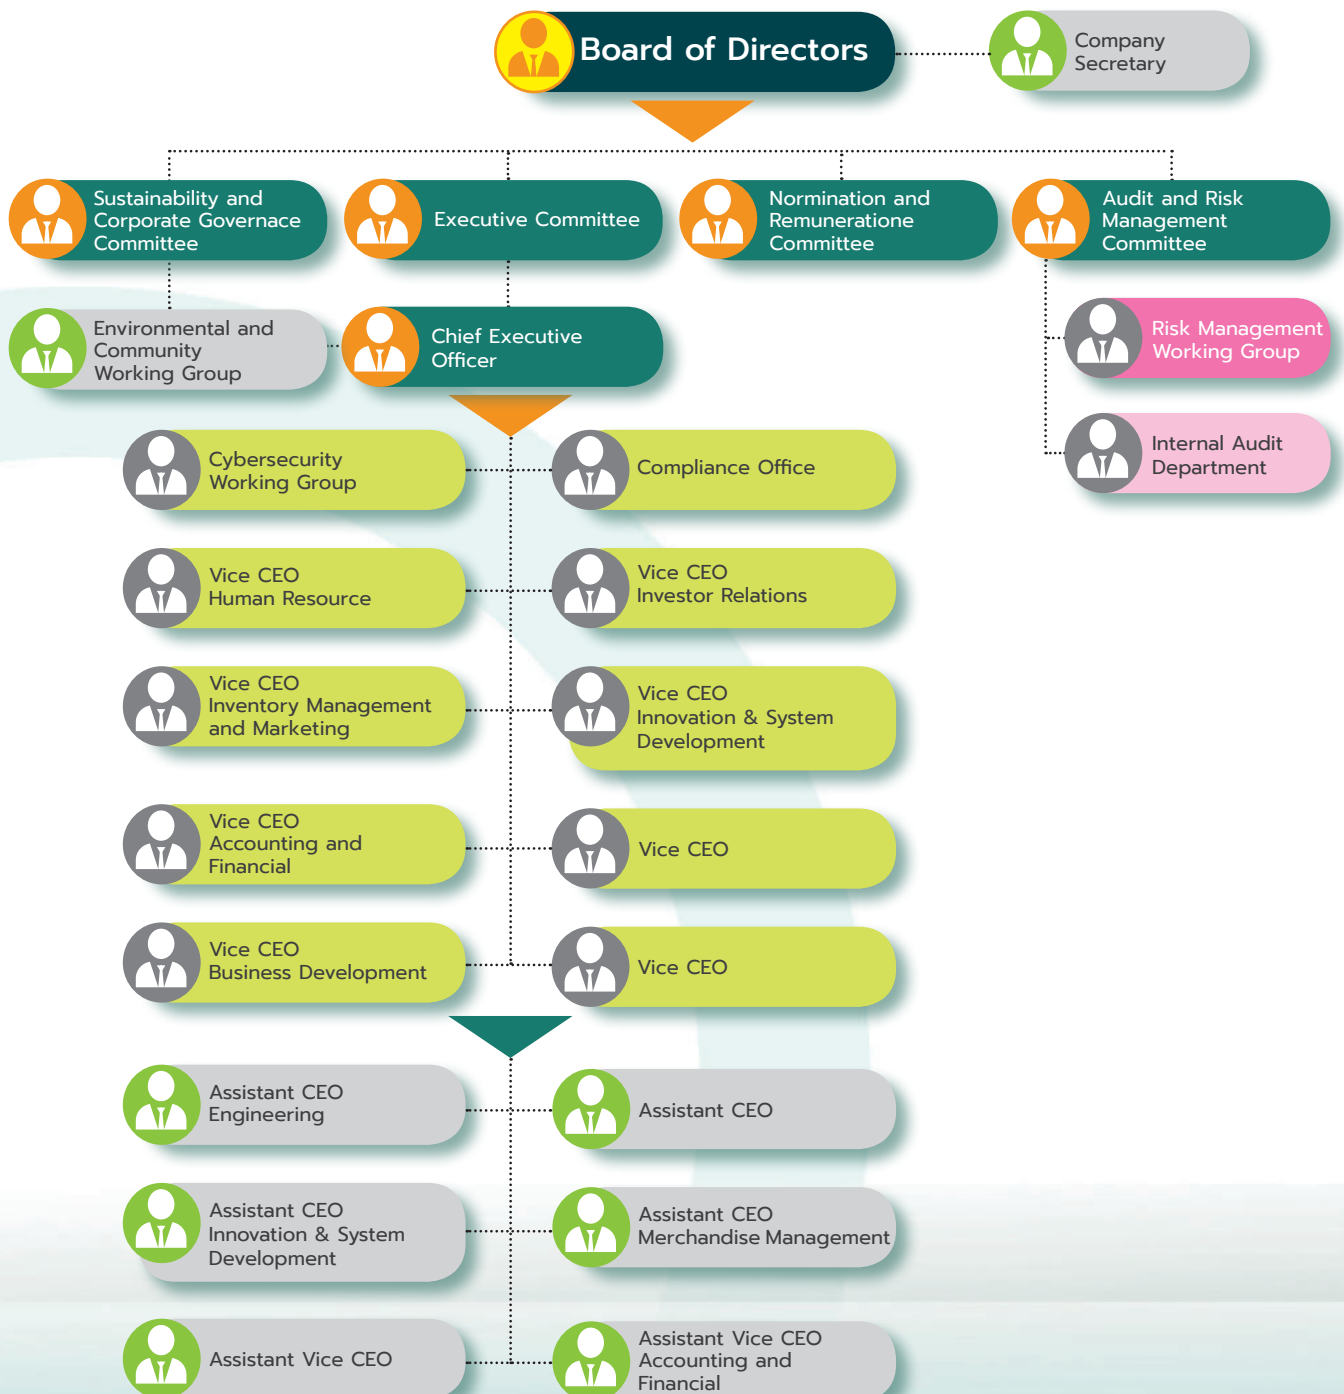 Board of Directors
Company
Secretary
Sustainability and
Corporate Governace
Committee
Executive Committee
Normination and
Remuneratione
Committee
Audit and Risk
Management
Committee
Environmental and
Community
Working Group
Chief Executive
Officer
Risk Management
Working Group
Internal Audit
Department
Cybersecurity
Working Group
Compliance Office
Vice CEO
Human Resource
Vice CEO
Investor Relations
Vice CEO
Inventory Management
and Marketing
Vice CEO
Innovation & System
Development
Vice CEO
Accounting and
Financial
Vice CEO
Vice CEO
Business Development
Vice CEO
Assistant CEO
Engineering
Assistant CEO
Assistant CEO
Innovation & System
Development
Assistant CEO
Merchandise Management
Assistant Vice CEO
Assistant Vice CEO
Accounting and
Financial